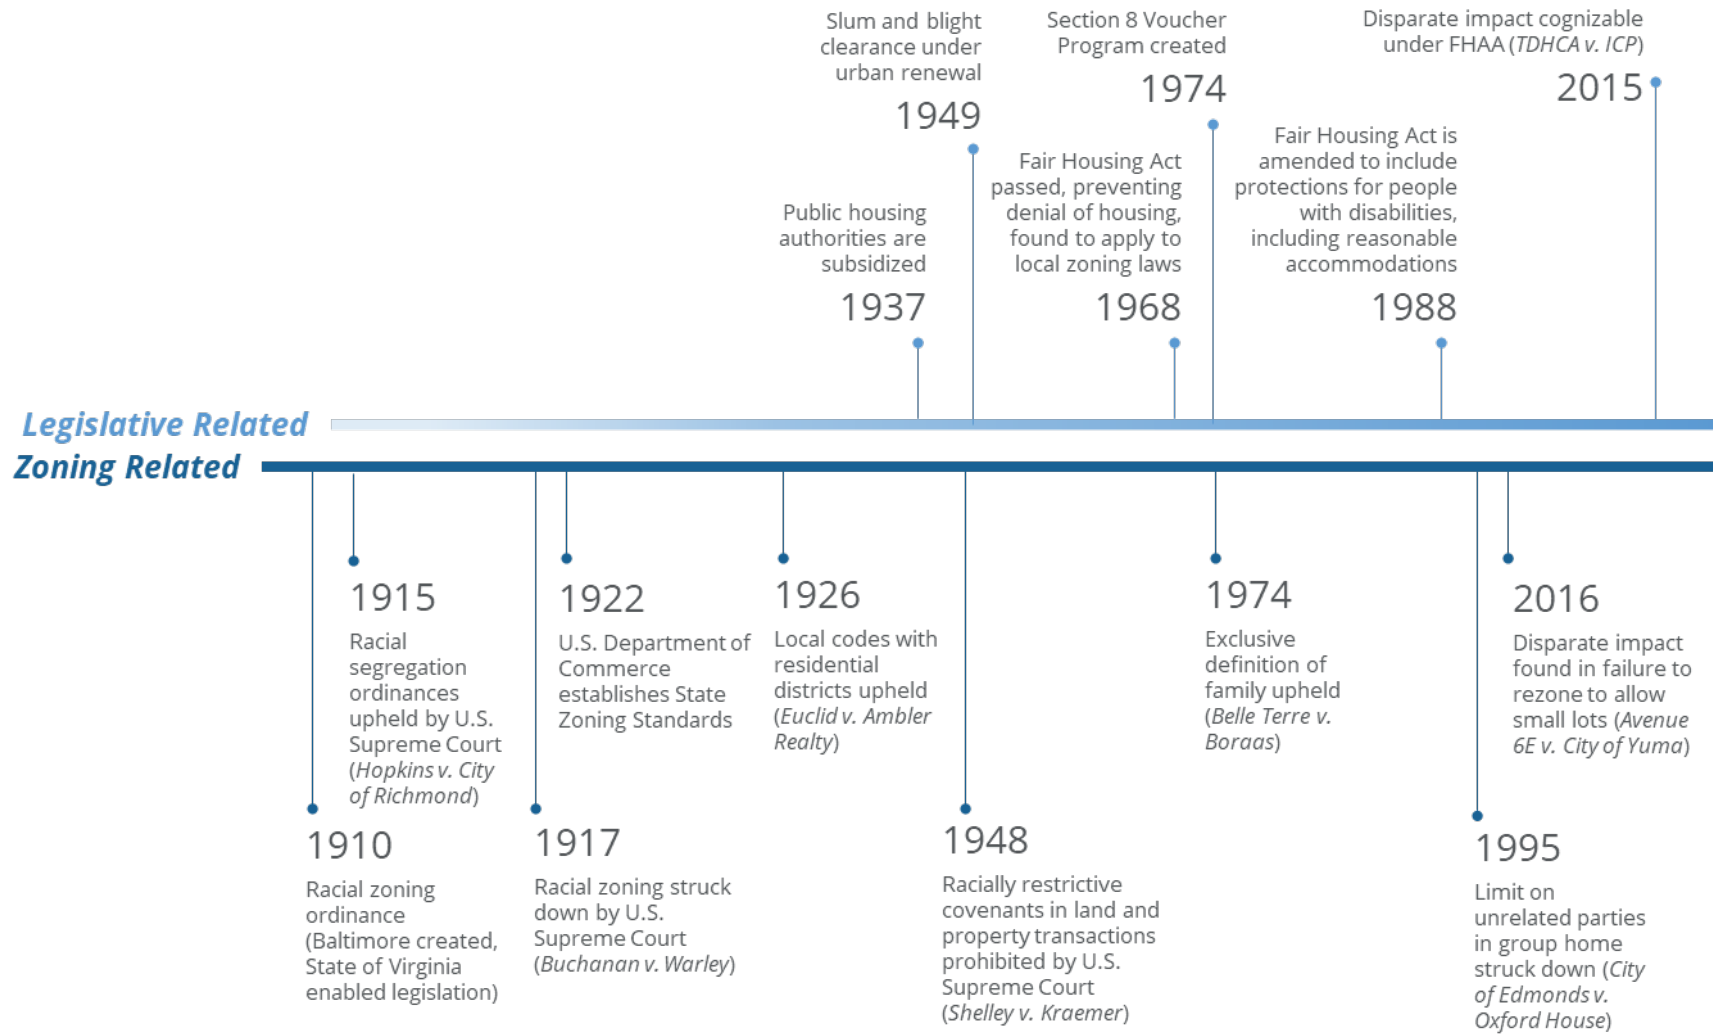 Slum and blight
clearance under
urban renewal
1949
Section 8 Voucher
Program created
1974
Disparate impact cognizable
under FHAA (TDHCA v. ICP)
2015
Public housing
authorities are
subsidized
1937
Fair Housing Act
passed, preventing
denial of housing,
found to apply to
local zoning laws
1968
Fair Housing Act is
amended to include
protections for people
with disabilities,
including reasonable
accommodations
1988
Legislative Related
Zoning Related
1915
Racial
segregation
ordinances
upheld by U.S.
Supreme Court
(Hopkins v. City
of Richmond)
1922
U.S. Department of
Commerce
establishes State
Zoning Standards
1926
Local codes with
residential
districts upheld
(Euclid v. Ambler
Realty)
1974
Exclusive
definition of
family upheld
(Belle Terre v.
Boraas)
2016
Disparate impact
found in failure to
rezone to allow
small lots (Avenue
6E v. City of Yuma)
1910
Racial zoning
ordinance
(Baltimore created,
State of Virginia
enabled legislation)
1917
Racial zoning struck
down by U.S.
Supreme Court
(Buchanan v. Warley)
1948
Racially restrictive
covenants in land and
property transactions
prohibited by U.S.
Supreme Court
(Shelley v. Kraemer)
1995
Limit on
unrelated parties
in group home
struck down (City
of Edmonds v.
Oxford House)